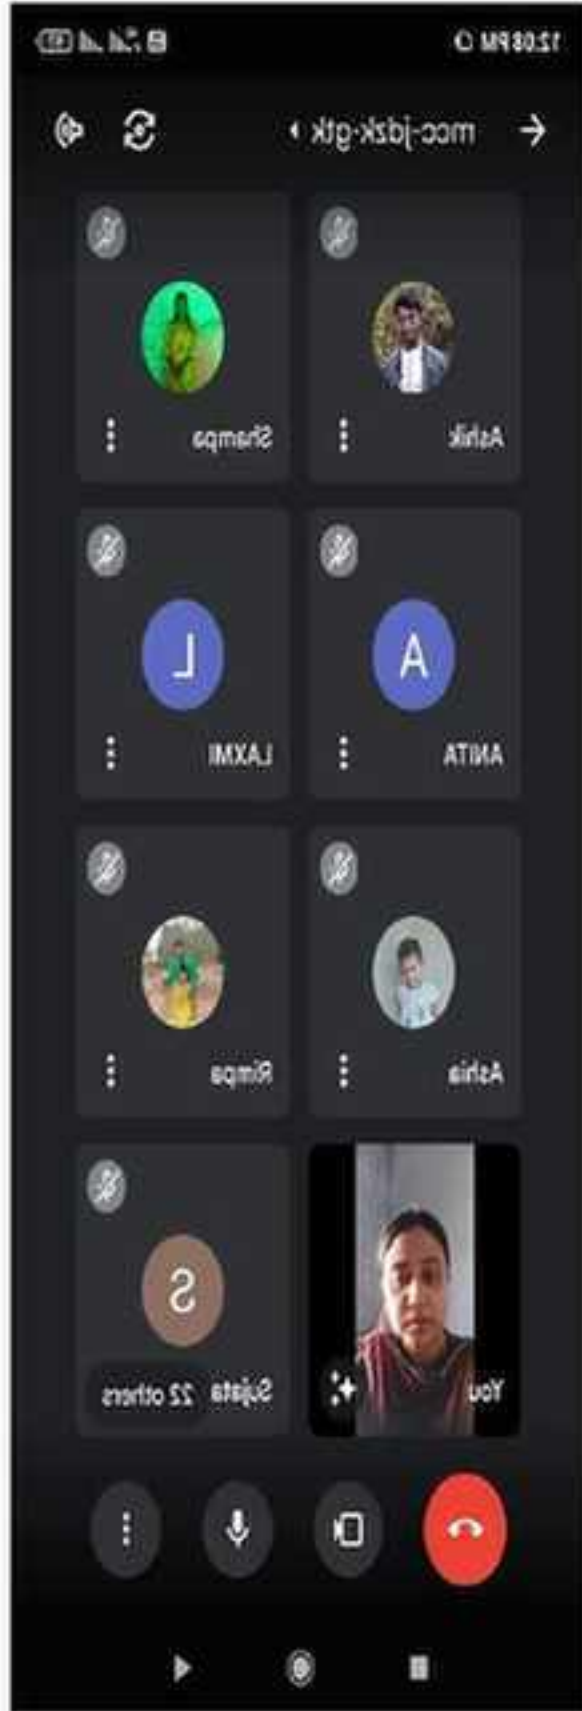 12:08 PM
mcc-jdzk-gtk
Ashik Shampa
A L
ANITA LAXMI
Ashia Rimpa
S
You Sujata 22 others